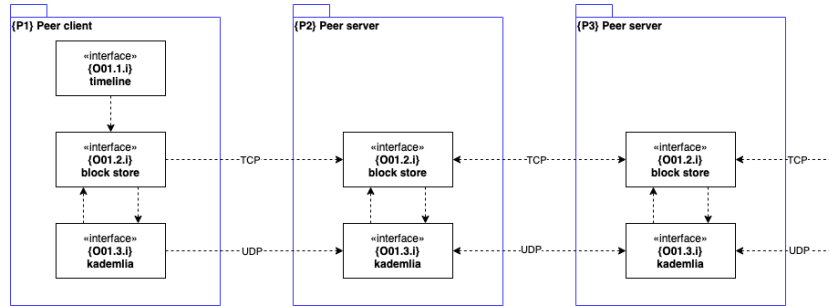 {P1} Peer client
«interface»
{O01.1.i}
timeline
«interface»
{O01.2.i}
block store
«interface»
{O01.3.i}
kademlia
TCP
UDP
{P2} Peer server
«interface»
{O01.2.i}
block store
«interface»
{O01.3.i}
kademlia
TCP
UDP
{P3} Peer server
«interface»
{O01.2.i}
block store
«interface»
{O01.3.i}
kademlia
TCP
UDP